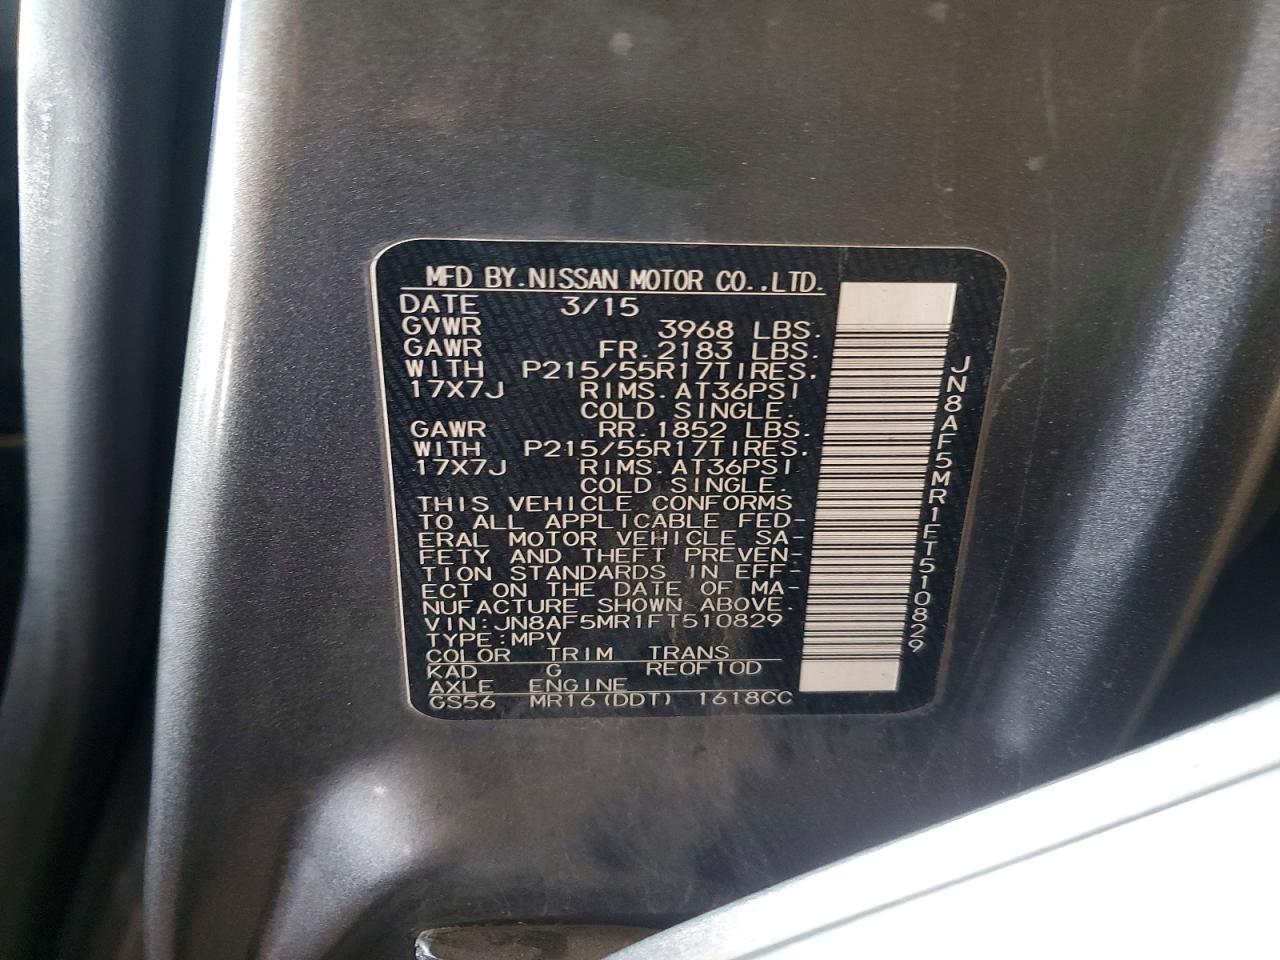 MFD BY.NISSAN MOTOR CO.,LTD.
DATE 3/15
GVWR 3968 LBS.
GAWR FR.2183 LBS.
WITH P215/55R17TIRES.
17X7J RIMS.AT36PSI
COLD SINGLE.
GAWR RR.1852 LBS.
WITH P215/55R17TIRES.
17X7J RIMS.AT36PSI
COLD SINGLE.
THIS VEHICLE CONFORMS
TO ALL APPLICABLE FED-
ERAL MOTOR VEHICLE SA-
FETY AND THEFT PREVEN-
TION STANDARDS IN EFF-
ECT ON THE DATE OF MA-
NUFACTURE SHOWN ABOVE.
VIN:JN8AF5MR1FT510829
TYPE:MPV
COLOR TRIM TRANS
KAD G RE0F10D
AXLE ENGINE
GS56 MR16(DDT) 1618CC
JN8AF5MR1FT510829